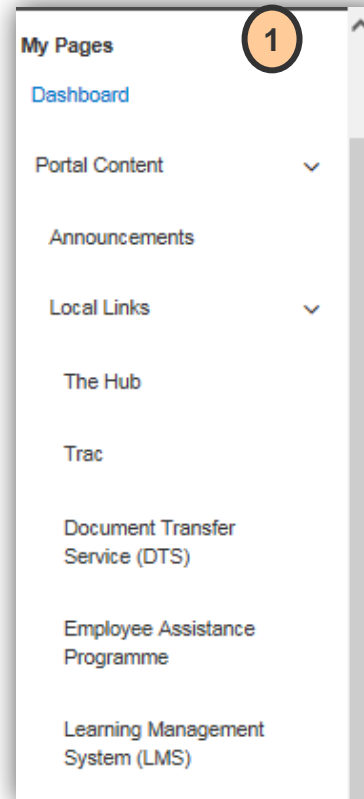 My Pages
1
Dashboard
Portal Content
Announcements
Local Links
The Hub
Trac
Document Transfer
Service (DTS)
Employee Assistance
Programme
Learning Management
System (LMS)